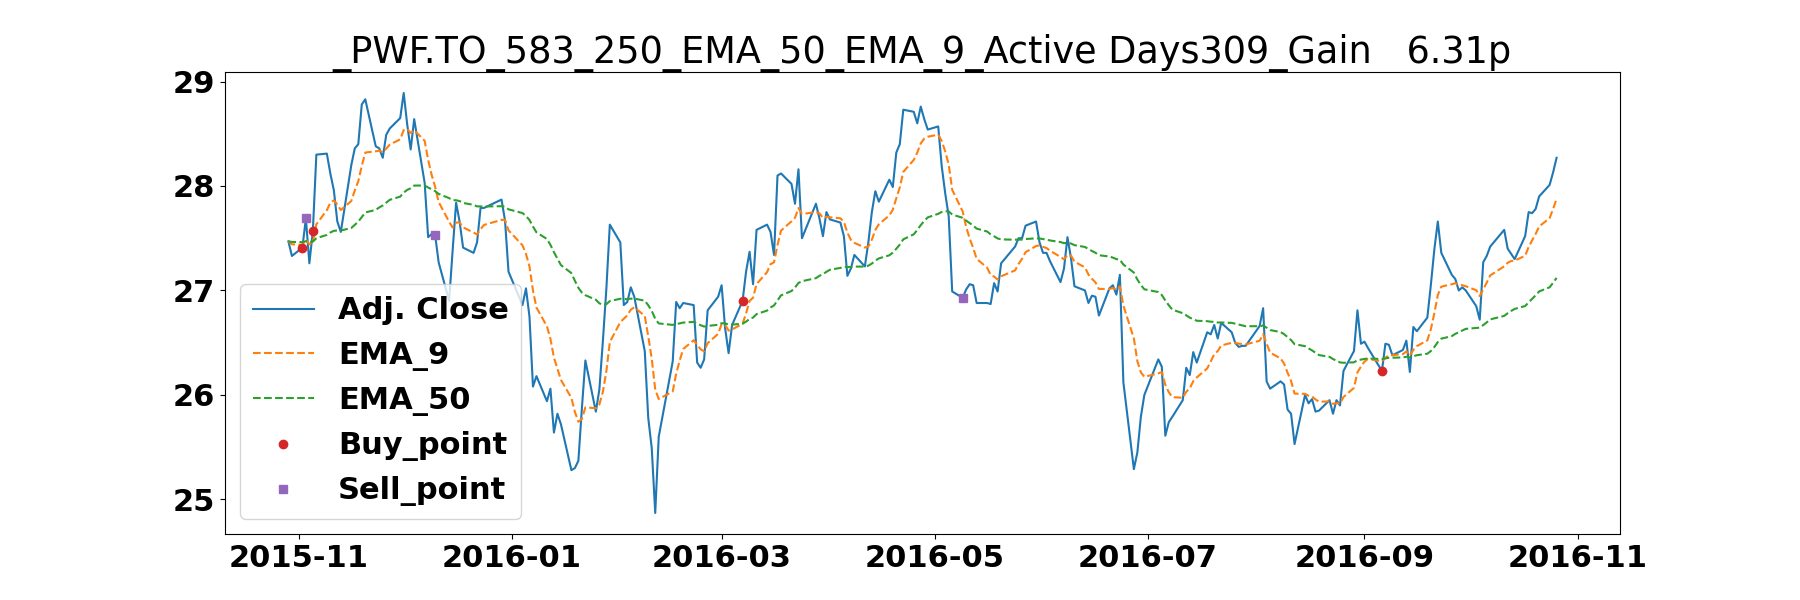 _PWF.TO_583_250_EMA_50_EMA_9_Active Days309_Gain   6.31p
29
28
27
26
25
Adj. Close
EMA_9
EMA_50
Buy_point
Sell_point
2015-11 2016-01 2016-03 2016-05 2016-07 2016-09 2016-11